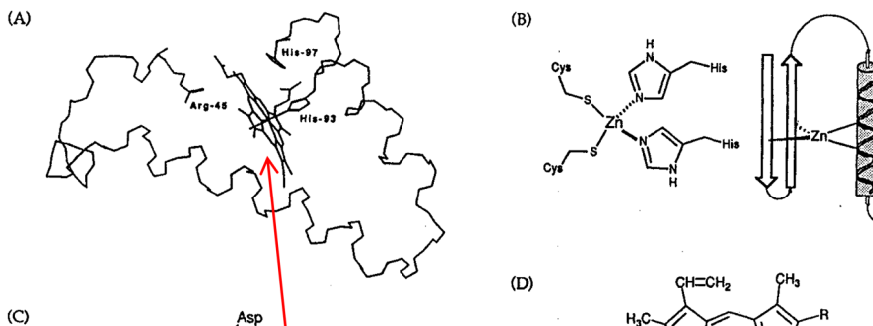 (A)
His-97
Arg-45
His-93
(B)
H
N
Cys
His
S
N
Zn
N
S
His
Cys
N
H
Zn
(C)
Asp
(D)
CH=CH₂
CH₃
H₃C
R